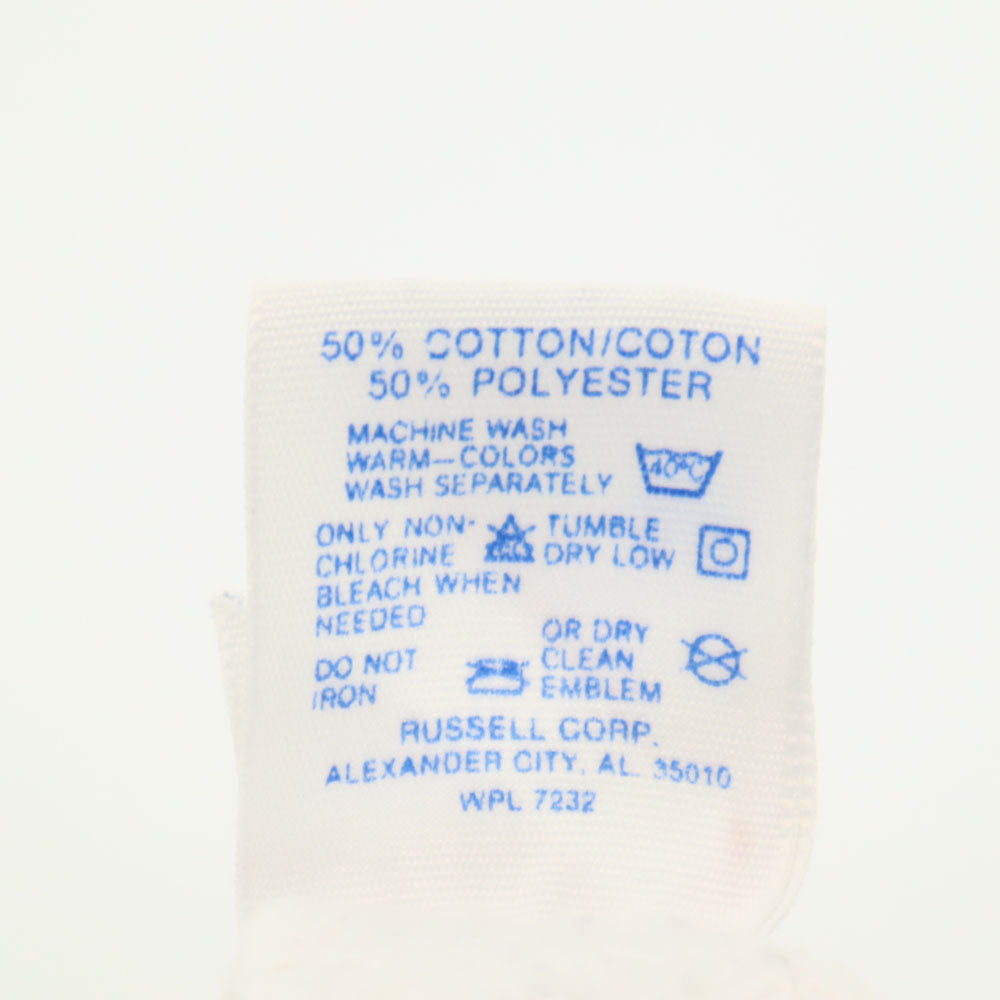 50% COTTON/COTON
50% POLYESTER
MACHINE WASH
WARM—COLORS
WASH SEPARATELY
40°C
ONLY NON-
CHLORINE
BLEACH WHEN
NEEDED
TUMBLE
DRY LOW
DO NOT
IRON
OR DRY
CLEAN
EMBLEM
RUSSELL CORP.
ALEXANDER CITY, AL. 35010
WPL 7232